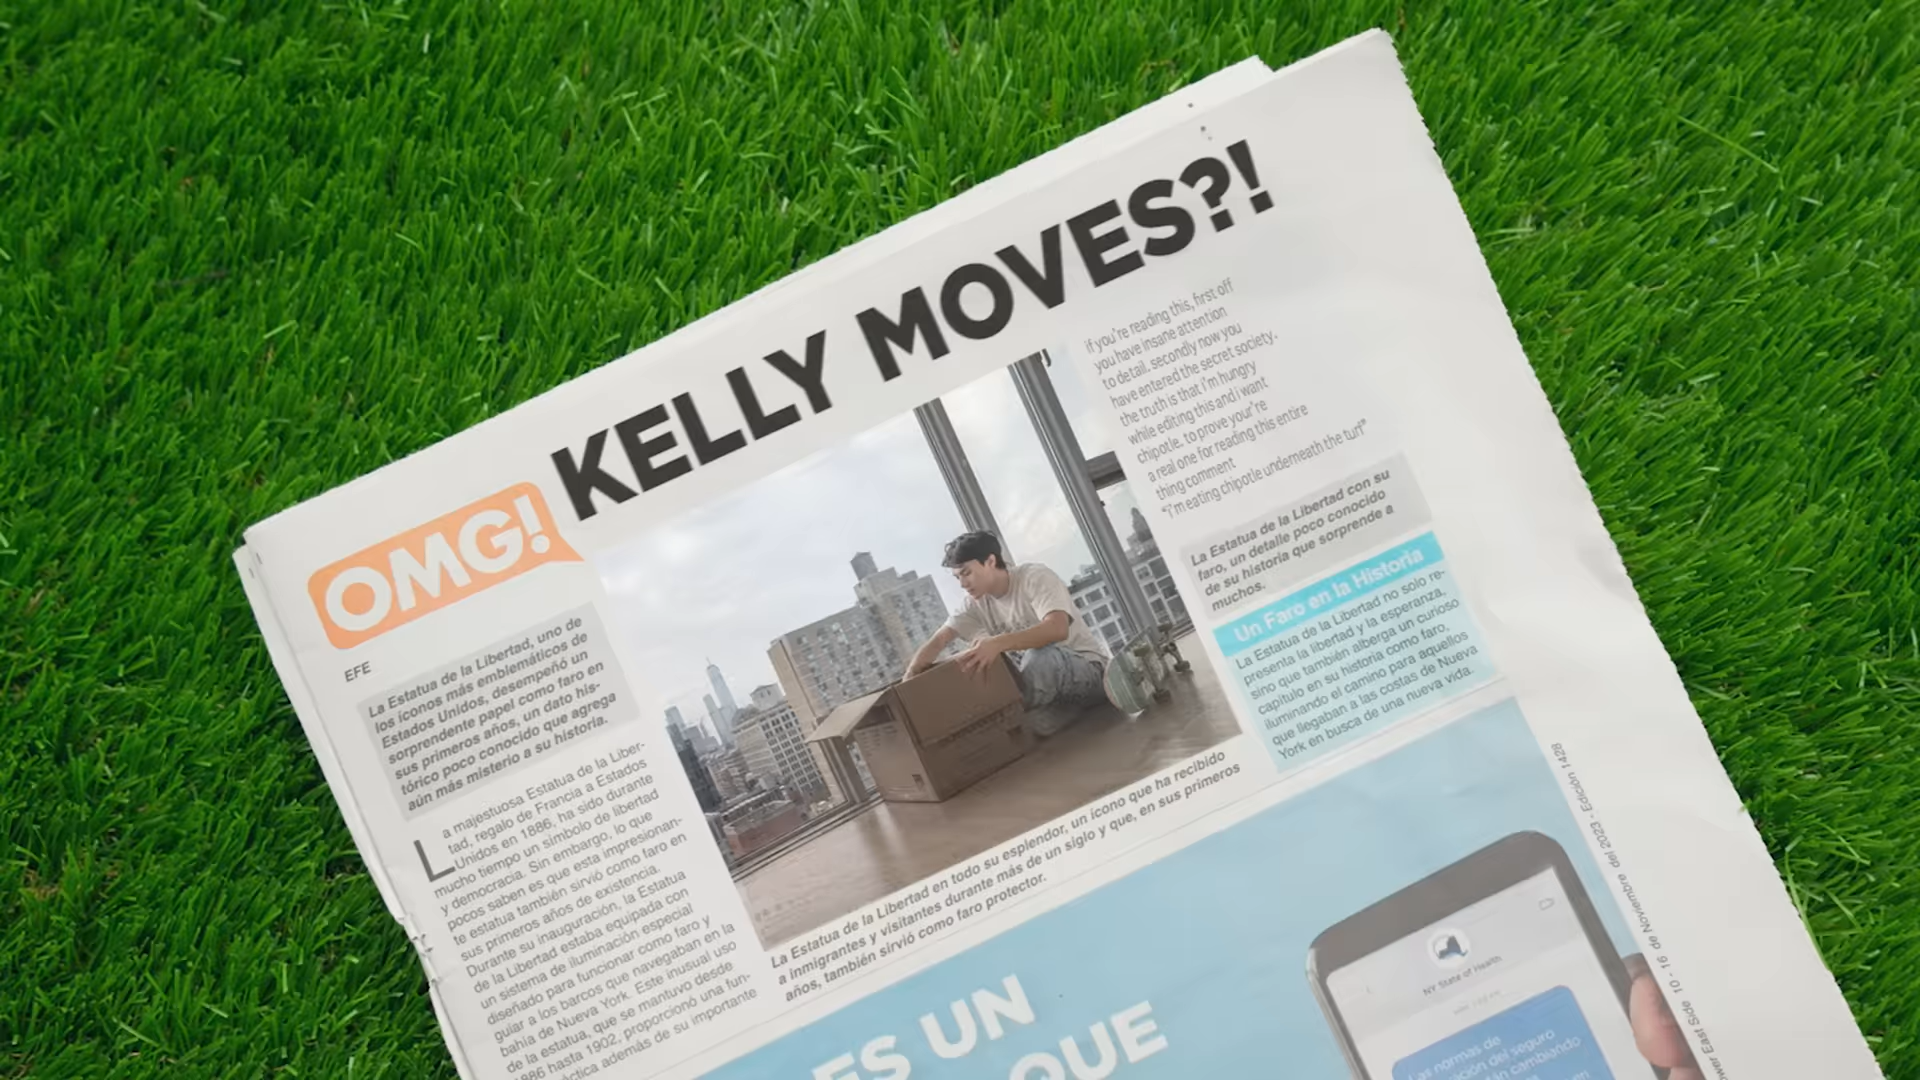 KELLY MOVES?!
OMG!
EFE
La Estatua de la Libertad, uno de
los íconos más emblemáticos de
Estados Unidos, desempeñó un
sorprendente papel como faro en
sus primeros años, un dato his-
tórico poco conocido que agrega
aún más misterio a su historia.
La majestuosa Estatua de la Liber-
tad, regalo de Francia a Estados
Unidos en 1886, ha sido durante
mucho tiempo un símbolo de libertad
y democracia. Sin embargo, lo que
pocos saben es que esta impresionan-
te estatua también sirvió como faro en
sus primeros años de existencia.
Durante su inauguración, la Estatua
de la Libertad estaba equipada con
un sistema de iluminación especial
diseñado para funcionar como faro y
guiar a los barcos que navegaban en la
bahía de Nueva York. Este inusual uso
de la estatua, que se mantuvo desde
1886 hasta 1902, proporcionó una fun-
además de su importante
La Estatua de la Libertad en todo su esplendor, un ícono que ha recibido
a inmigrantes y visitantes durante más de un siglo y que, en sus primeros
años, también sirvió como faro protector.
if you're reading this, first off
you have insane attention
to detail. secondly now you
have entered the secret society.
the truth is that i'm hungry
while editing this and i want
chipotle. to prove your're
a real one for reading this entire
thing comment
"i'm eating chipotle underneath the turf"
La Estatua de la Libertad con su
faro, un detalle poco conocido
de su historia que sorprende a
muchos.
Un Faro en la Historia
La Estatua de la Libertad no solo re-
presenta la libertad y la esperanza,
sino que también alberga un curioso
capítulo en su historia como faro,
iluminando el camino para aquellos
que llegaban a las costas de Nueva
York en busca de una nueva vida.
ES UN
QUE
NY State of Health
Las normas de
del seguro
cambiando
en
East Side 10 - 16 de Noviembre del 2023 - Edición 1428